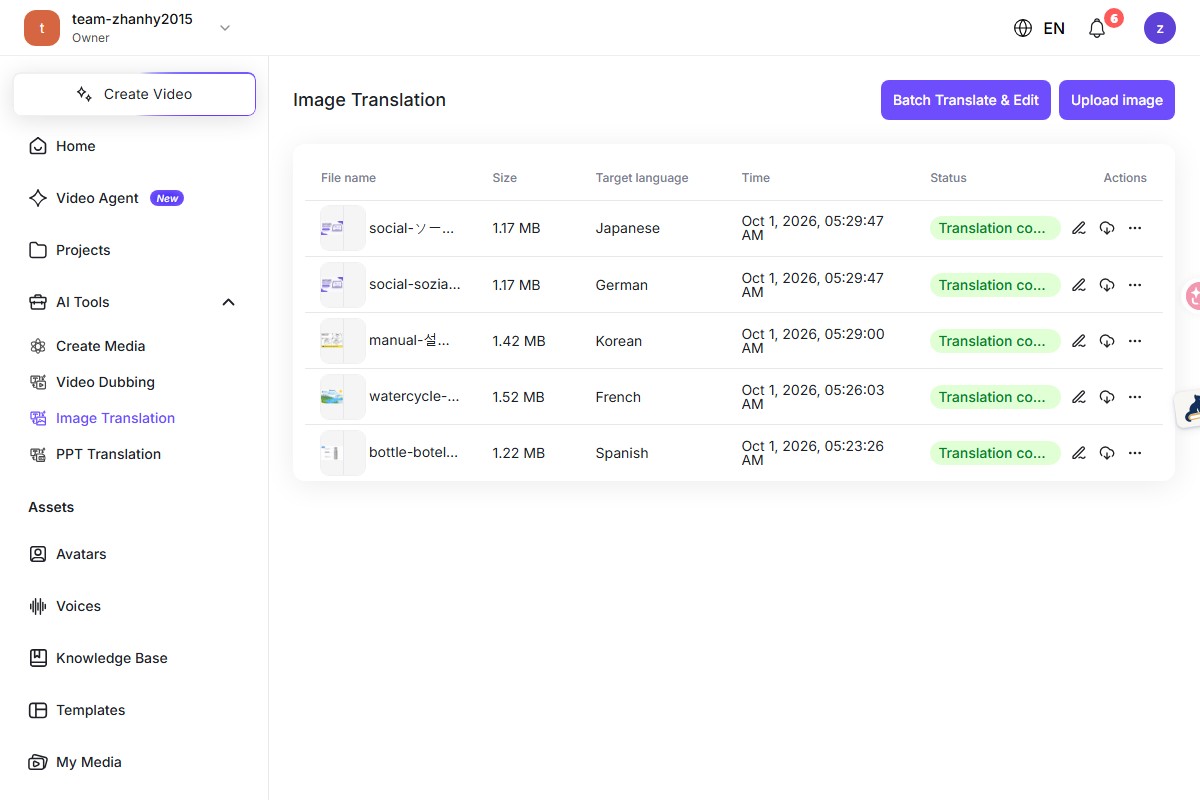 t
team-zhanhy2015
Owner
EN
6
z
Create Video
Home
Video Agent New
Projects
AI Tools
Create Media
Video Dubbing
Image Translation
PPT Translation
Assets
Avatars
Voices
Knowledge Base
Templates
My Media
Image Translation
Batch Translate & Edit
Upload image
File name Size Target language Time Status Actions
social-ソー... 1.17 MB Japanese Oct 1, 2026, 05:29:47
AM Translation co...
social-sozia... 1.17 MB German Oct 1, 2026, 05:29:47
AM Translation co...
manual-설... 1.42 MB Korean Oct 1, 2026, 05:29:00
AM Translation co...
watercycle-... 1.52 MB French Oct 1, 2026, 05:26:03
AM Translation co...
bottle-botel... 1.22 MB Spanish Oct 1, 2026, 05:23:26
AM Translation co...